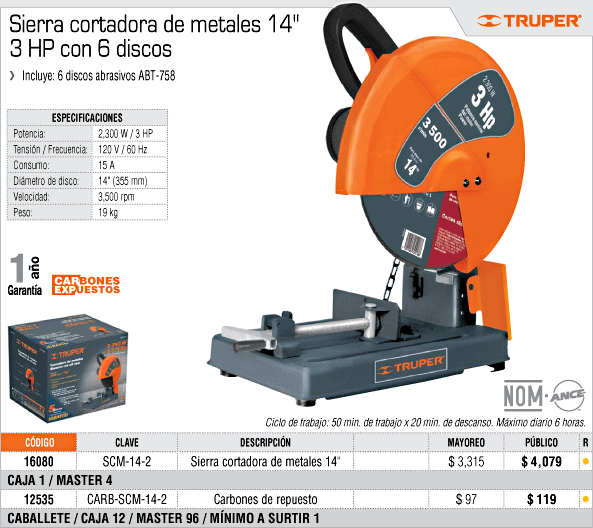 Sierra cortadora de metales 14"
3 HP con 6 discos
TRUPER®
Incluye: 6 discos abrasivos ABT-758
ESPECIFICACIONES
Potencia: 2,300 W / 3 HP
Tensión / Frecuencia: 120 V / 60 Hz
Consumo: 15 A
Diámetro de disco: 14" (355 mm)
Velocidad: 3,500 rpm
Peso: 19 kg
3 Hp
3 500
14"
1 año
Garantía
CARBONES
EXPUESTOS
TRUPER
TRUPER
NOM-ANCE
Ciclo de trabajo: 50 min. de trabajo x 20 min. de descanso. Máximo diario 6 horas.
CÓDIGO CLAVE DESCRIPCIÓN MAYOREO PÚBLICO R
16080 SCM-14-2 Sierra cortadora de metales 14" $ 3,315 $ 4,079
CAJA 1 / MASTER 4
12535 CARB-SCM-14-2 Carbones de repuesto $ 97 $ 119
CABALLETE / CAJA 12 / MASTER 96 / MÍNIMO A SURTIR 1